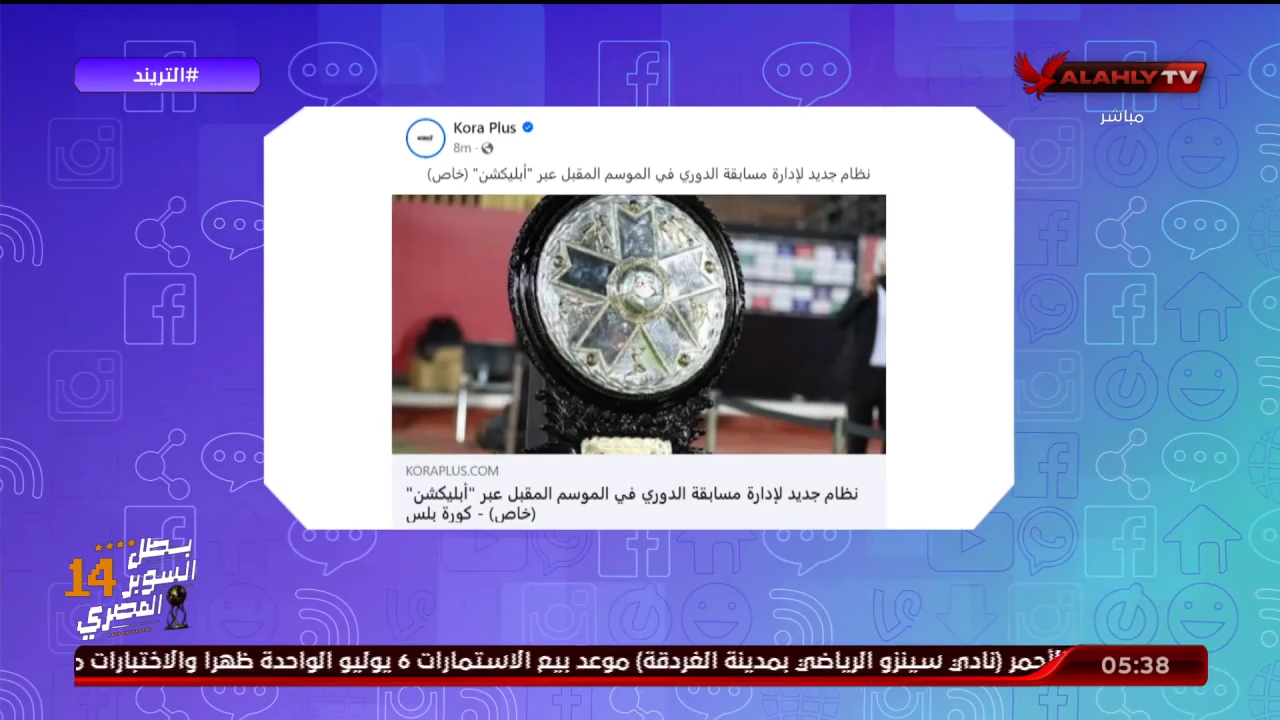 #التريند
ALAHLY TV
مباشر
Kora Plus
8m
نظام جديد لإدارة مسابقة الدوري في الموسم المقبل عبر "أبليكشن" (خاص)
KORAPLUS.COM
نظام جديد لإدارة مسابقة الدوري في الموسم المقبل عبر "أبليكشن"
(خاص) - كورة بلس
بطل
السوبر 14
المصري
الأحمر (نادي سينزو الرياضي بمدينة الغردقة) موعد بيع الاستمارات 6 يوليو الواحدة ظهرا والاختبارات
05:38